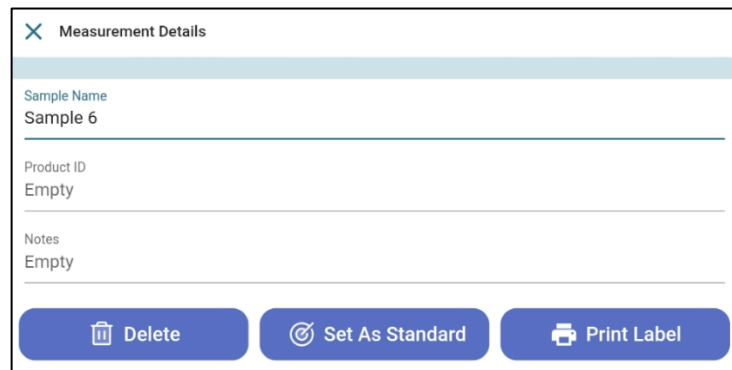 Measurement Details
Sample Name
Sample 6
Product ID
Empty
Notes
Empty
Delete
Set As Standard
Print Label